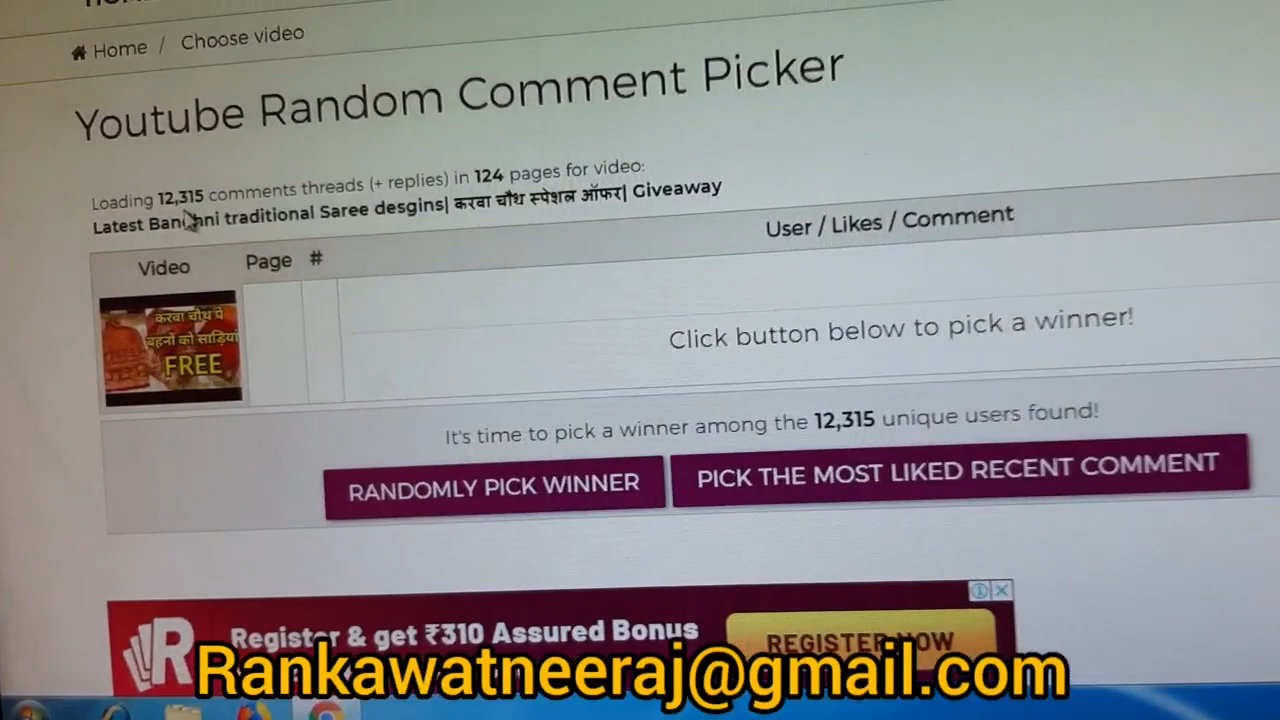 Home / Choose video
Youtube Random Comment Picker
Loading 12,315 comments threads (+ replies) in 124 pages for video:
Latest Bandhni traditional Saree desgins| करवा चौथ स्पेशल ऑफर| Giveaway
Video Page # User / Likes / Comment
करवा चौथ पे
बहनों को साड़ियां
FREE
Click button below to pick a winner!
It's time to pick a winner among the 12,315 unique users found!
RANDOMLY PICK WINNER PICK THE MOST LIKED RECENT COMMENT
R Register & get ₹310 Assured Bonus
REGISTER NOW
Rankawatneeraj@gmail.com